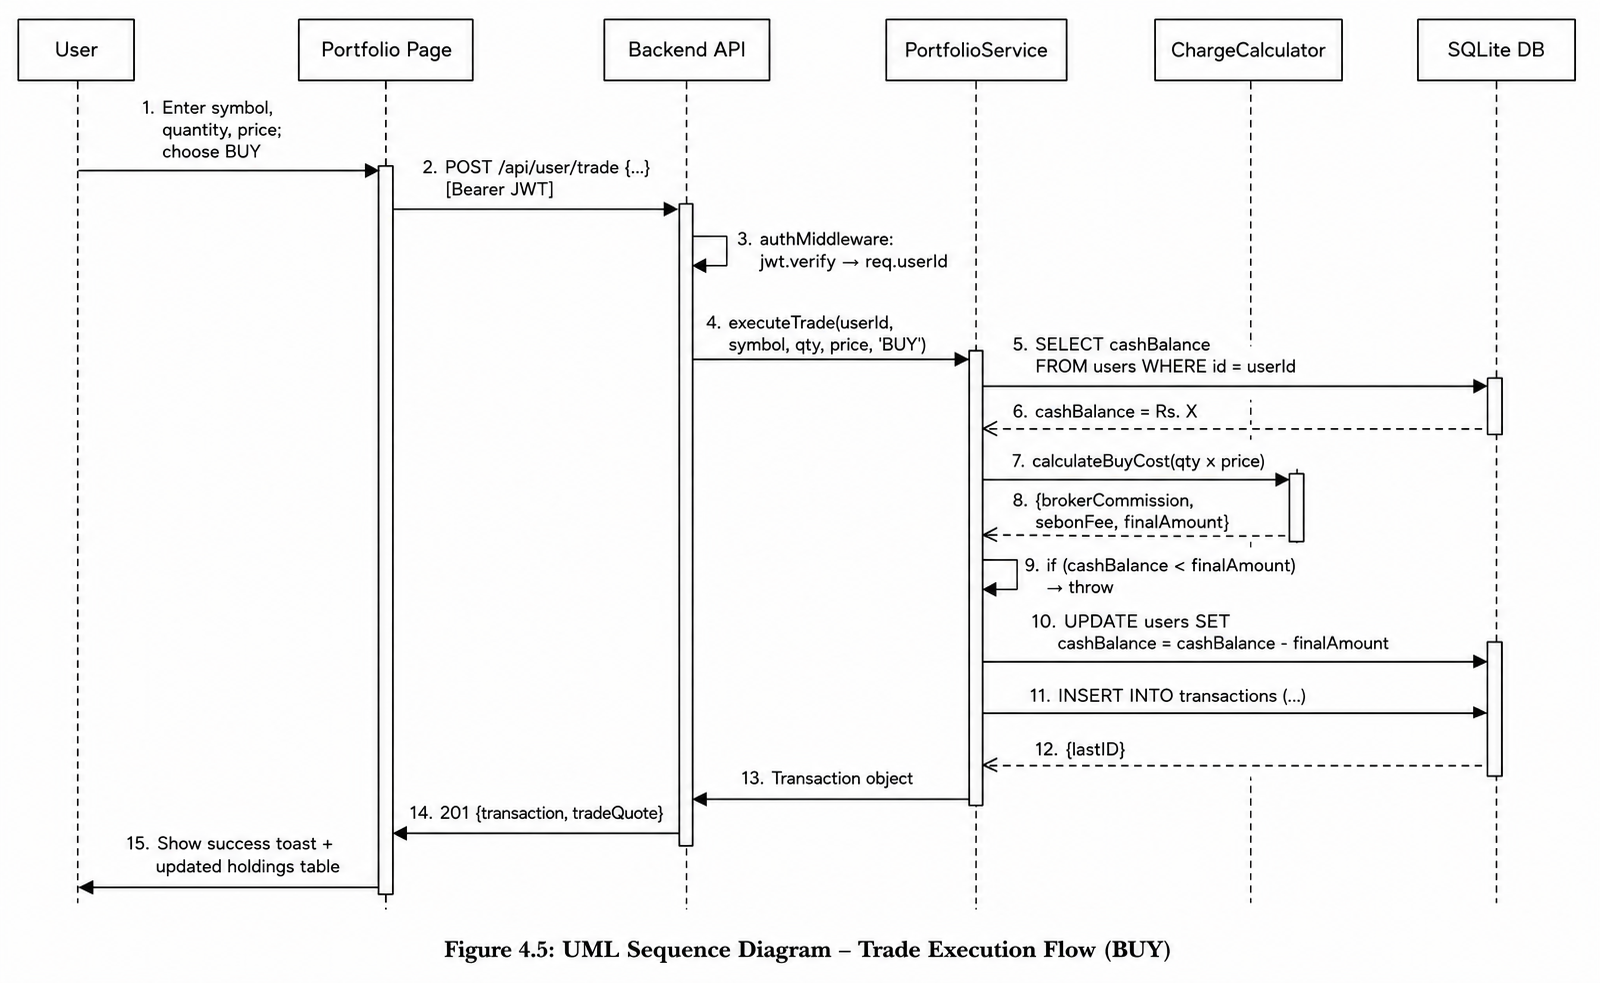 User
Portfolio Page
Backend API
PortfolioService
ChargeCalculator
SQLite DB
1. Enter symbol,
quantity, price;
choose BUY
2. POST /api/user/trade {...}
[Bearer JWT]
3. authMiddleware:
jwt.verify → req.userId
4. executeTrade(userId,
symbol, qty, price, 'BUY')
5. SELECT cashBalance
FROM users WHERE id = userId
6. cashBalance = Rs. X
7. calculateBuyCost(qty x price)
8. {brokerCommission,
sebonFee, finalAmount}
9. if (cashBalance < finalAmount)
→ throw
10. UPDATE users SET
cashBalance = cashBalance - finalAmount
11. INSERT INTO transactions (...)
12. {lastID}
13. Transaction object
14. 201 {transaction, tradeQuote}
15. Show success toast +
updated holdings table
Figure 4.5: UML Sequence Diagram – Trade Execution Flow (BUY)